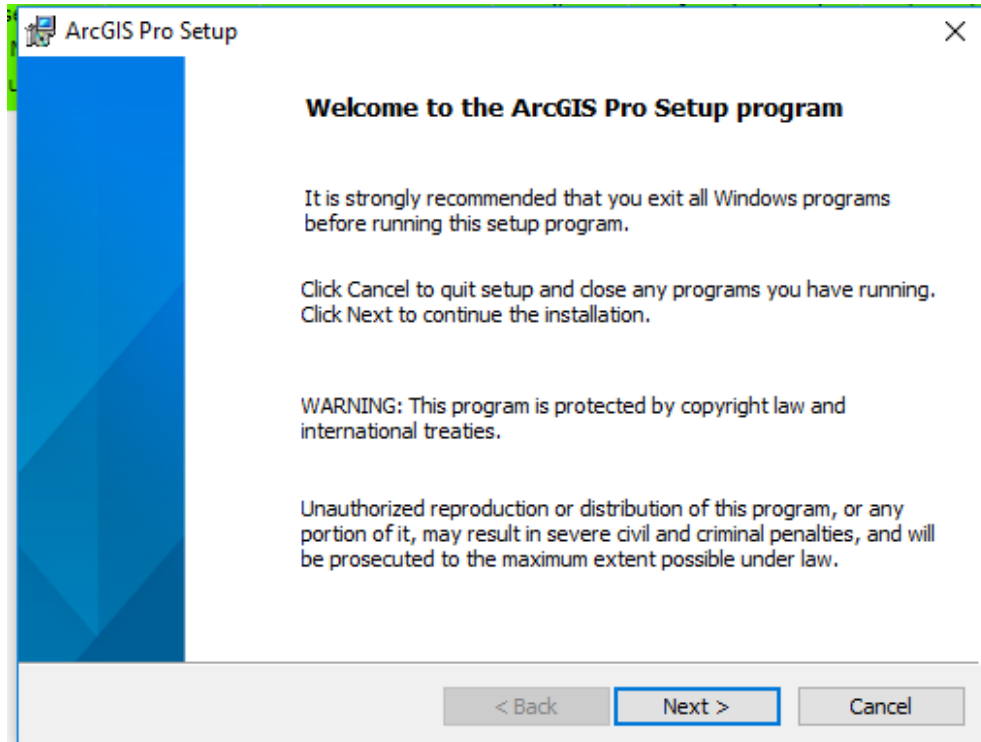 ArcGIS Pro Setup
Welcome to the ArcGIS Pro Setup program
It is strongly recommended that you exit all Windows programs
before running this setup program.
Click Cancel to quit setup and close any programs you have running.
Click Next to continue the installation.
WARNING: This program is protected by copyright law and
international treaties.
Unauthorized reproduction or distribution of this program, or any
portion of it, may result in severe civil and criminal penalties, and will
be prosecuted to the maximum extent possible under law.
< Back Next > Cancel